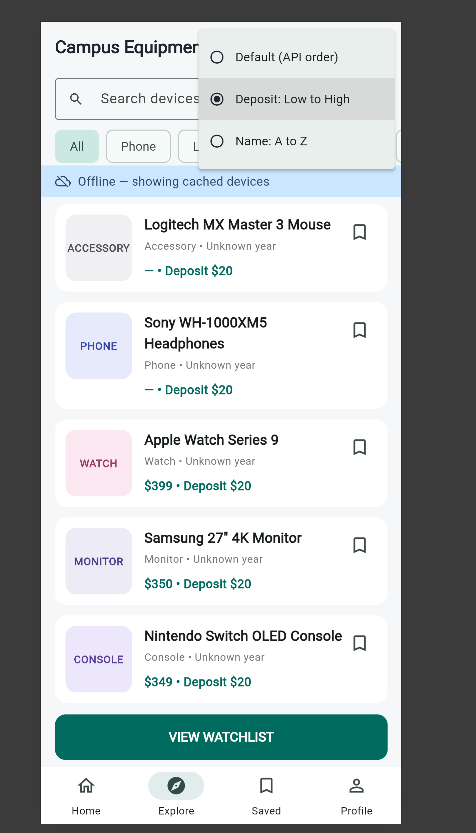 Campus Equipmen
Default (API order)
Deposit: Low to High
Name: A to Z
Search devices
All
Phone
L
Offline — showing cached devices
ACCESSORY
Logitech MX Master 3 Mouse
Accessory • Unknown year
— • Deposit $20
PHONE
Sony WH-1000XM5
Headphones
Phone • Unknown year
— • Deposit $20
WATCH
Apple Watch Series 9
Watch • Unknown year
$399 • Deposit $20
MONITOR
Samsung 27" 4K Monitor
Monitor • Unknown year
$350 • Deposit $20
CONSOLE
Nintendo Switch OLED Console
Console • Unknown year
$349 • Deposit $20
VIEW WATCHLIST
Home
Explore
Saved
Profile